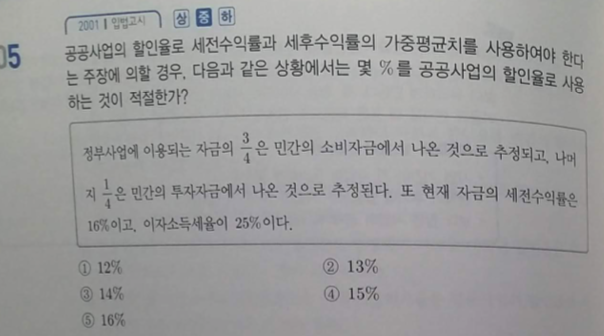 2001 | 입법고시 상 중 하
05 공공사업의 할인율로 세전수익률과 세후수익률의 가중평균치를 사용하여야 한다
는 주장에 의할 경우, 다음과 같은 상황에서는 몇 %를 공공사업의 할인율로 사용
하는 것이 적절한가?
정부사업에 이용되는 자금의 3/4은 민간의 소비자금에서 나온 것으로 추정되고, 나머
지 1/4은 민간의 투자자금에서 나온 것으로 추정된다. 또 현재 자금의 세전수익률은
16%이고, 이자소득세율이 25%이다.
① 12% ② 13%
③ 14% ④ 15%
⑤ 16%